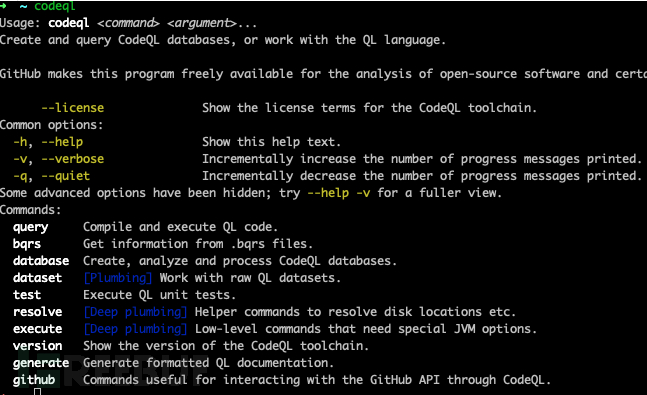 ➜  ~ codeql
Usage: codeql <command> <argument>...
Create and query CodeQL databases, or work with the QL language.
GitHub makes this program freely available for the analysis of open-source software and certa
--license Show the license terms for the CodeQL toolchain.
Common options:
-h, --help Show this help text.
-v, --verbose Incrementally increase the number of progress messages printed.
-q, --quiet Incrementally decrease the number of progress messages printed.
Some advanced options have been hidden; try --help -v for a fuller view.
Commands:
query Compile and execute QL code.
bqrs Get information from .bqrs files.
database Create, analyze and process CodeQL databases.
dataset [Plumbing] Work with raw QL datasets.
test Execute QL unit tests.
resolve [Deep plumbing] Helper commands to resolve disk locations etc.
execute [Deep plumbing] Low-level commands that need special JVM options.
version Show the version of the CodeQL toolchain.
generate Generate formatted QL documentation.
github Commands useful for interacting with the GitHub API through CodeQL.
REEBUF